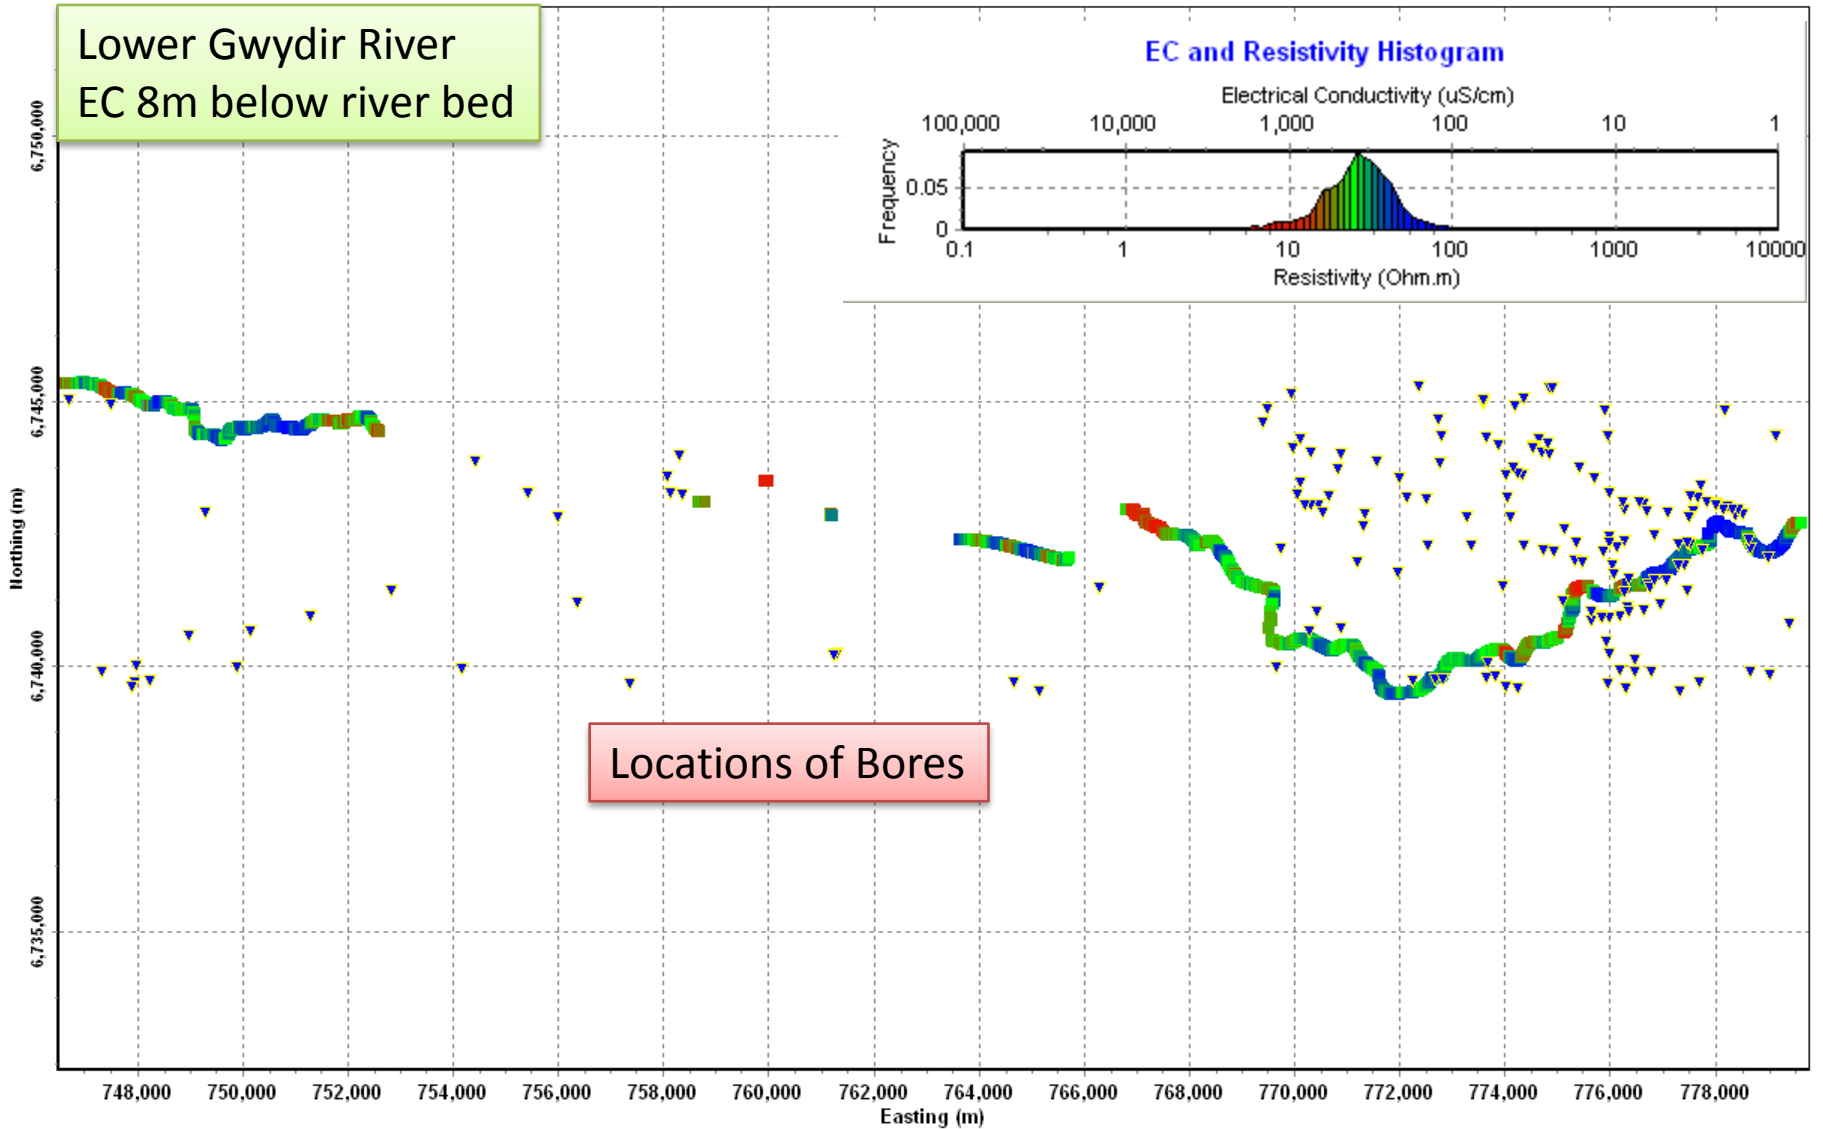 Lower Gwydir River
EC 8m below river bed
EC and Resistivity Histogram
Electrical Conductivity (uS/cm)
100,000 10,000 1,000 100 10 1
Frequency
0.05
0
0.1 1 10 100 1000 10000
Resistivity (Ohm.m)
Northing (m)
6,750,000
6,745,000
6,740,000
6,735,000
Locations of Bores
748,000 750,000 752,000 754,000 756,000 758,000 760,000 762,000 764,000 766,000 768,000 770,000 772,000 774,000 776,000 778,000
Easting (m)